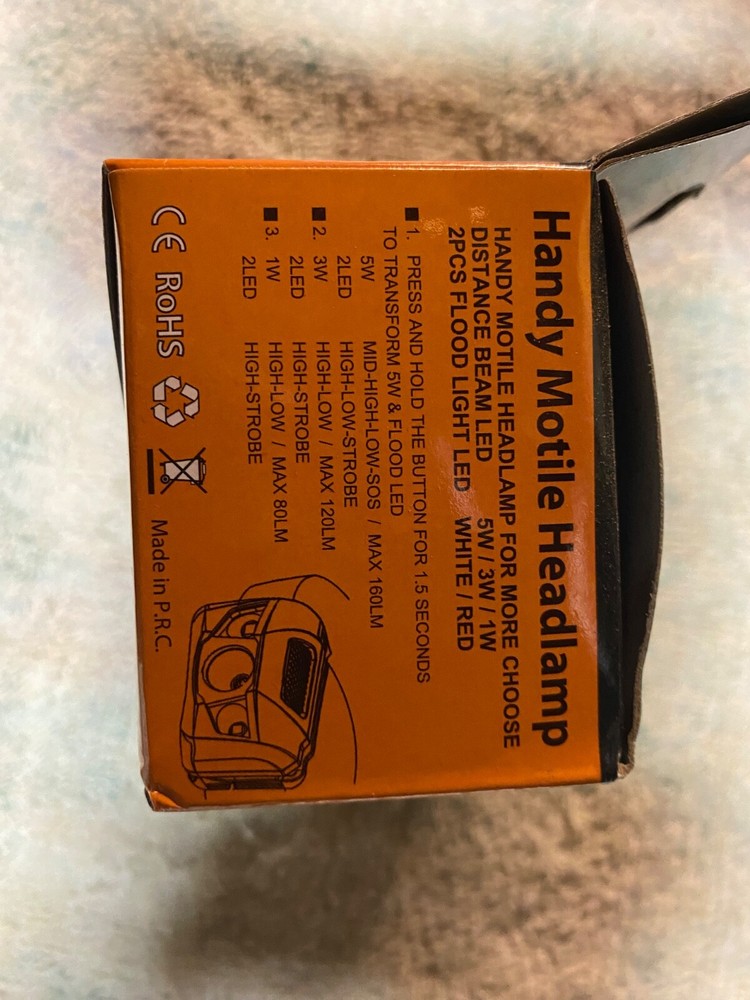 Handy Motile Headlamp
HANDY MOTILE HEADLAMP FOR MORE CHOOSE
DISTANCE BEAM LED 5W / 3W / 1W
2PCS FLOOD LIGHT LED WHITE / RED
1. PRESS AND HOLD THE BUTTON FOR 1.5 SECONDS
TO TRANSFORM 5W & FLOOD LED
5W MID-HIGH-LOW-SOS / MAX 160LM
2LED HIGH-LOW-STROBE
2. 3W HIGH-LOW / MAX 120LM
2LED HIGH-STROBE
3. 1W HIGH-LOW / MAX 80LM
2LED HIGH-STROBE
CE RoHS Made in P.R.C.